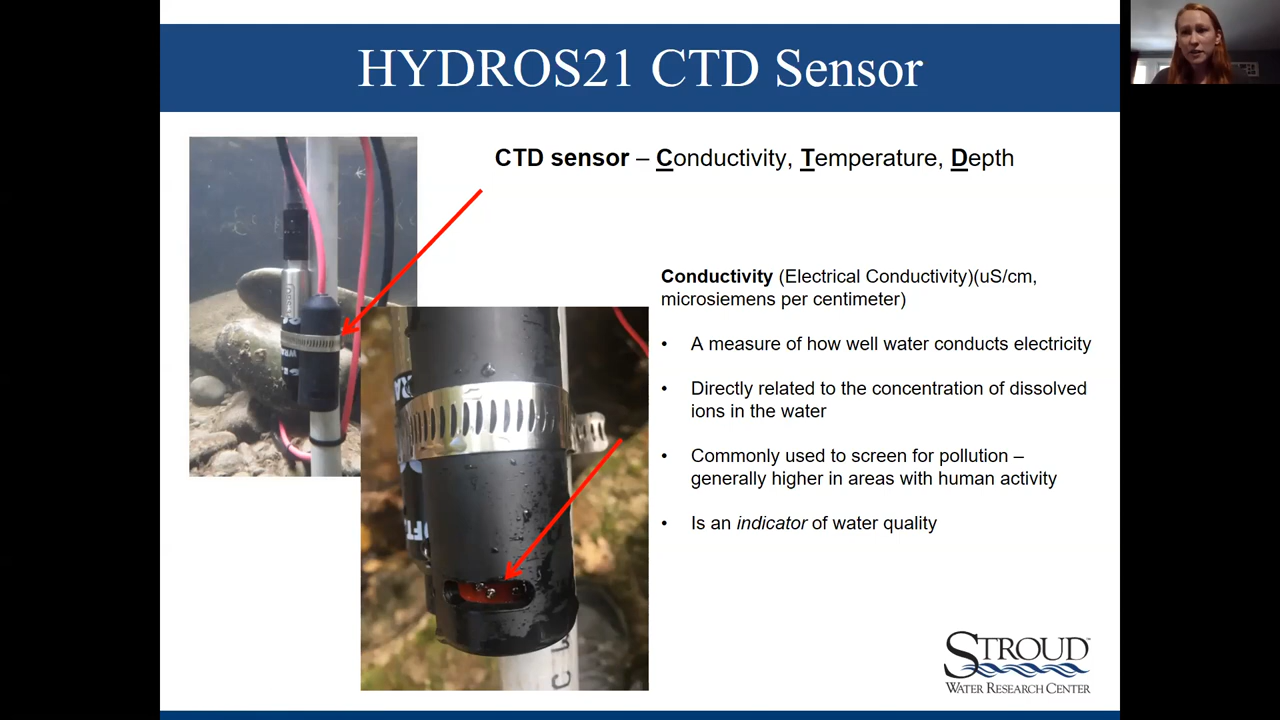 HYDROS21 CTD Sensor
CTD sensor – Conductivity, Temperature, Depth
Conductivity (Electrical Conductivity)(uS/cm,
microsiemens per centimeter)
• A measure of how well water conducts electricity
• Directly related to the concentration of dissolved
ions in the water
• Commonly used to screen for pollution –
generally higher in areas with human activity
• Is an indicator of water quality
STROUD™
WATER RESEARCH CENTER